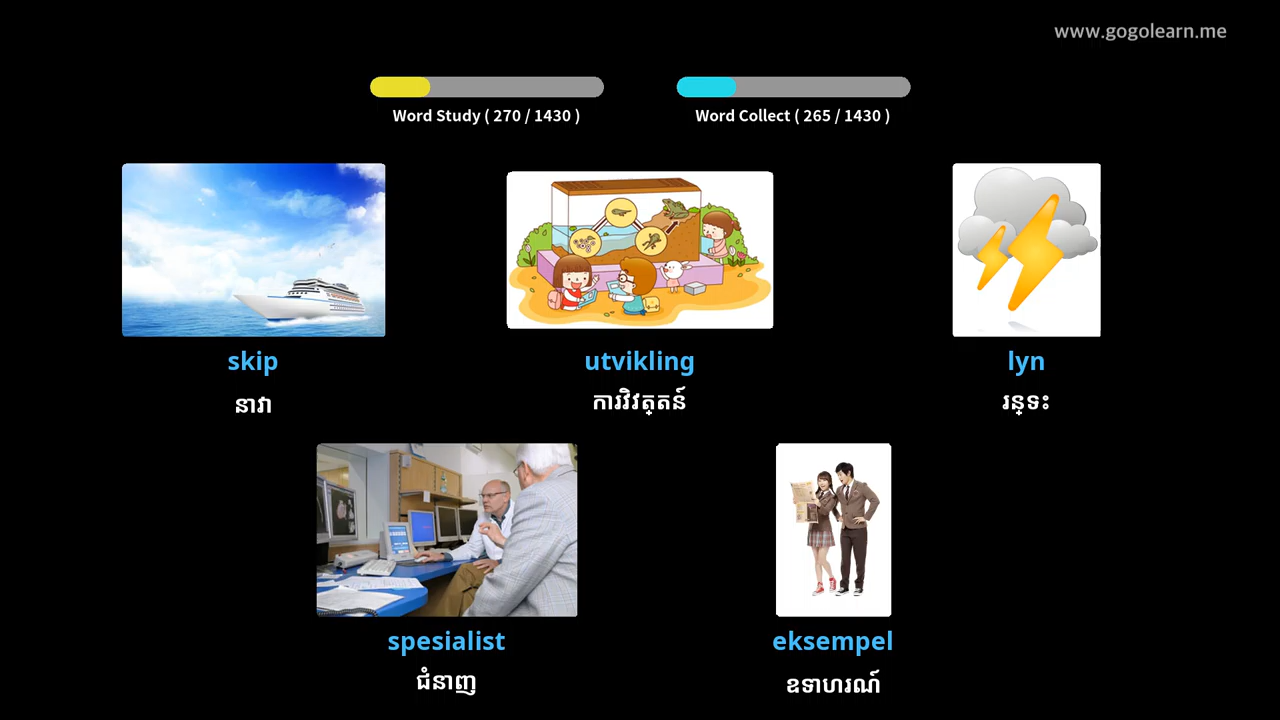 www.gogolearn.me
Word Study ( 270 / 1430 )
Word Collect ( 265 / 1430 )
skip
utvikling
lyn
នាវា
ការវិវត្តន៍
រន្ទះ
spesialist
eksempel
ជំនាញ
ឧទាហរណ៍